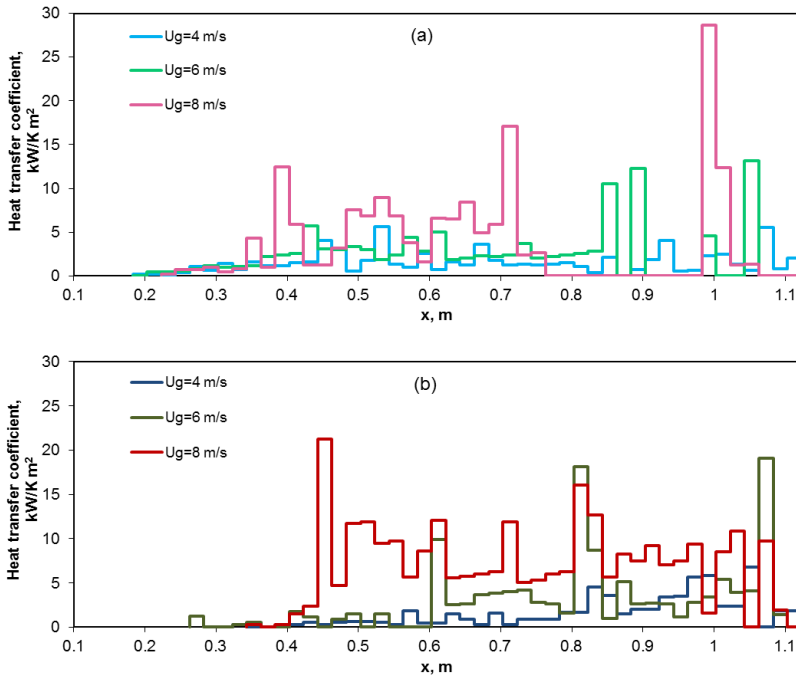 30
25
20
15
10
5
0
Heat transfer coefficient,
kW/K m²
Ug=4 m/s
Ug=6 m/s
Ug=8 m/s
(a)
0.1 0.2 0.3 0.4 0.5 0.6 0.7 0.8 0.9 1 1.1
x, m
30
25
20
15
10
5
0
Heat transfer coefficient,
kW/K m²
Ug=4 m/s
Ug=6 m/s
Ug=8 m/s
(b)
0.1 0.2 0.3 0.4 0.5 0.6 0.7 0.8 0.9 1 1.1
x, m